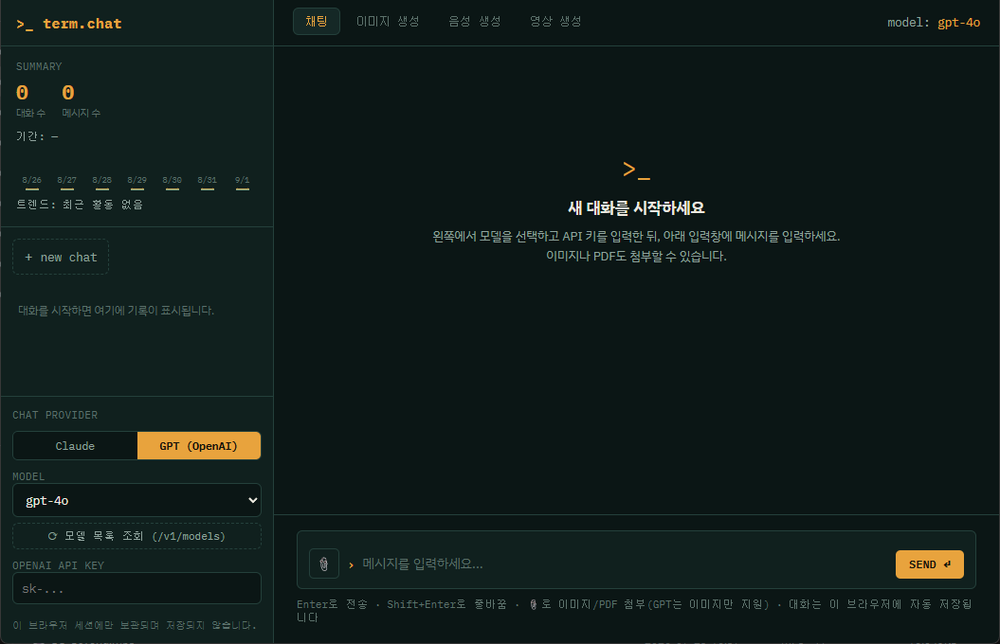 >_ term.chat
SUMMARY
0 0
대화 수 메시지 수
기간: —
8/26 8/27 8/28 8/29 8/30 8/31 9/1
트렌드: 최근 활동 없음
+ new chat
대화를 시작하면 여기에 기록이 표시됩니다.
CHAT PROVIDER
Claude GPT (OpenAI)
MODEL
gpt-4o
⟳ 모델 목록 조회 (/v1/models)
OPENAI API KEY
sk-...
이 브라우저 세션에만 보관되며 저장되지 않습니다.
채팅 이미지 생성 음성 생성 영상 생성
model: gpt-4o
>_
새 대화를 시작하세요
왼쪽에서 모델을 선택하고 API 키를 입력한 뒤, 아래 입력창에 메시지를 입력하세요.
이미지나 PDF도 첨부할 수 있습니다.
› 메시지를 입력하세요...
SEND ↵
Enter로 전송 · Shift+Enter로 줄바꿈 · 📎로 이미지/PDF 첨부(GPT는 이미지만 지원) · 대화는 이 브라우저에 자동 저장됩
니다